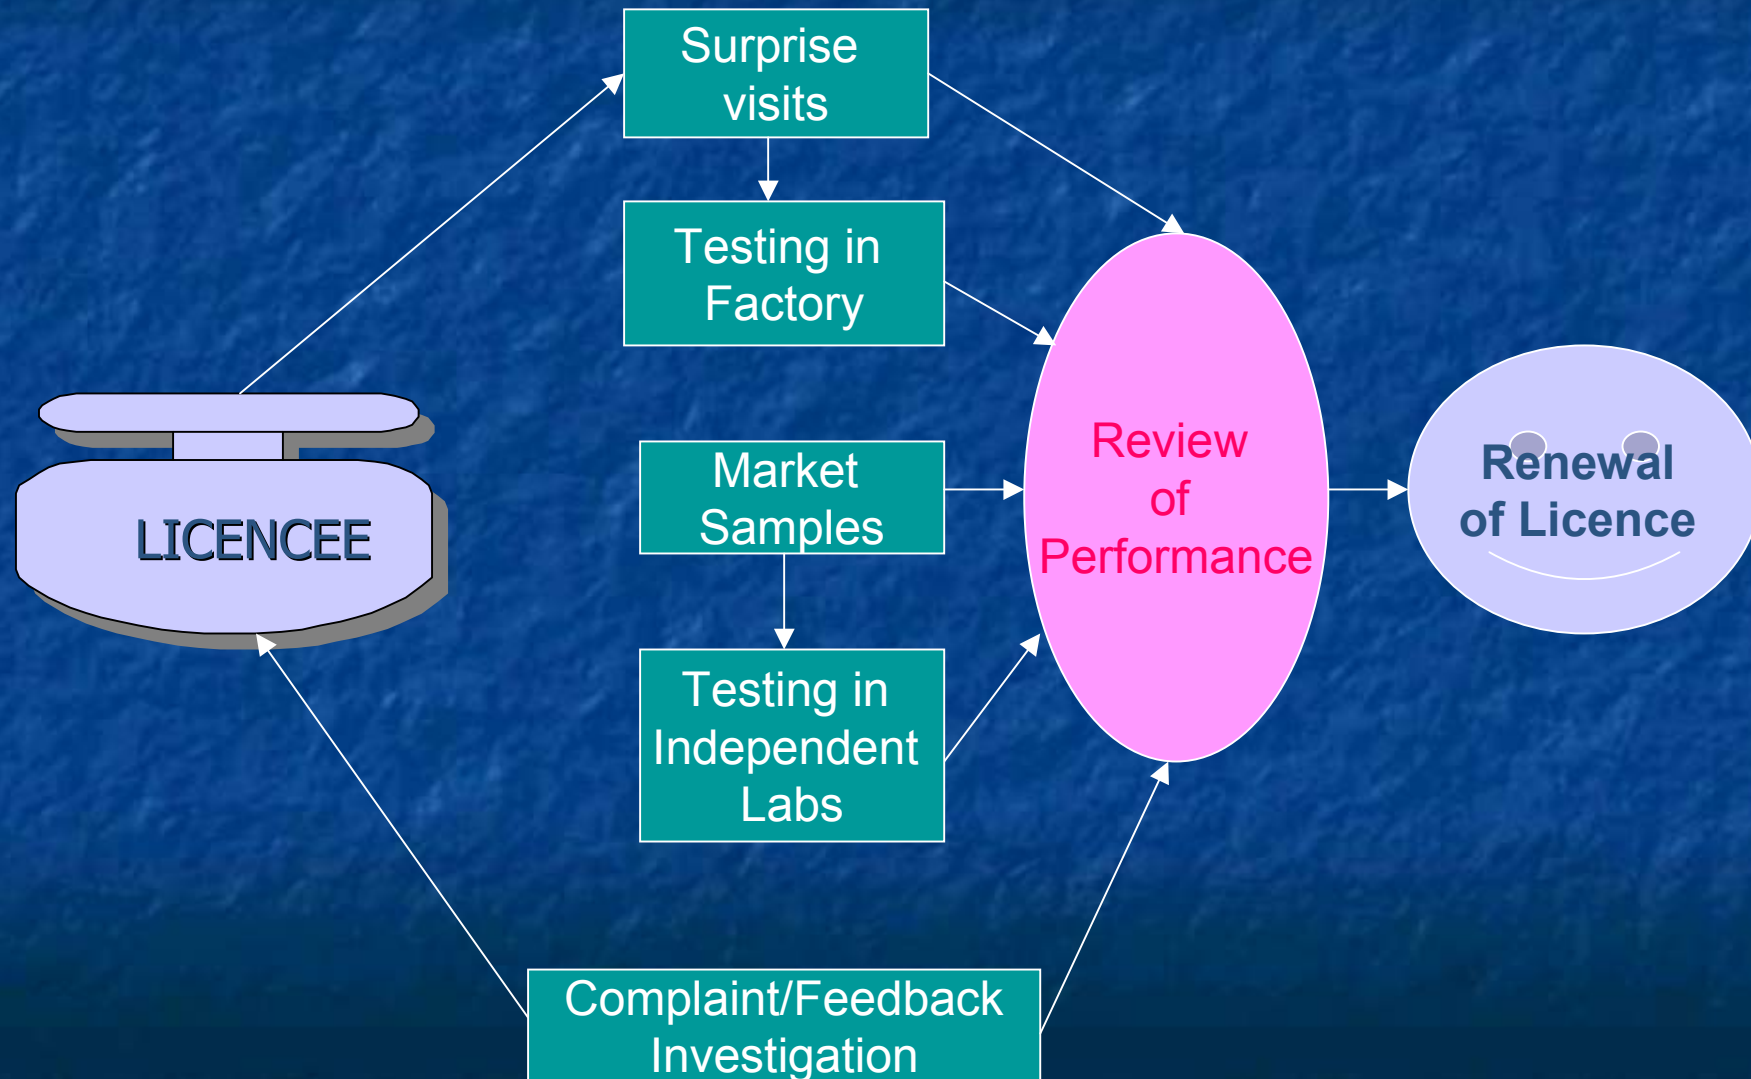 Surprise
visits
Testing in
Factory
LICENCEE
Market
Samples
Testing in
Independent
Labs
Review
of
Performance
Renewal
of Licence
Complaint/Feedback
Investigation